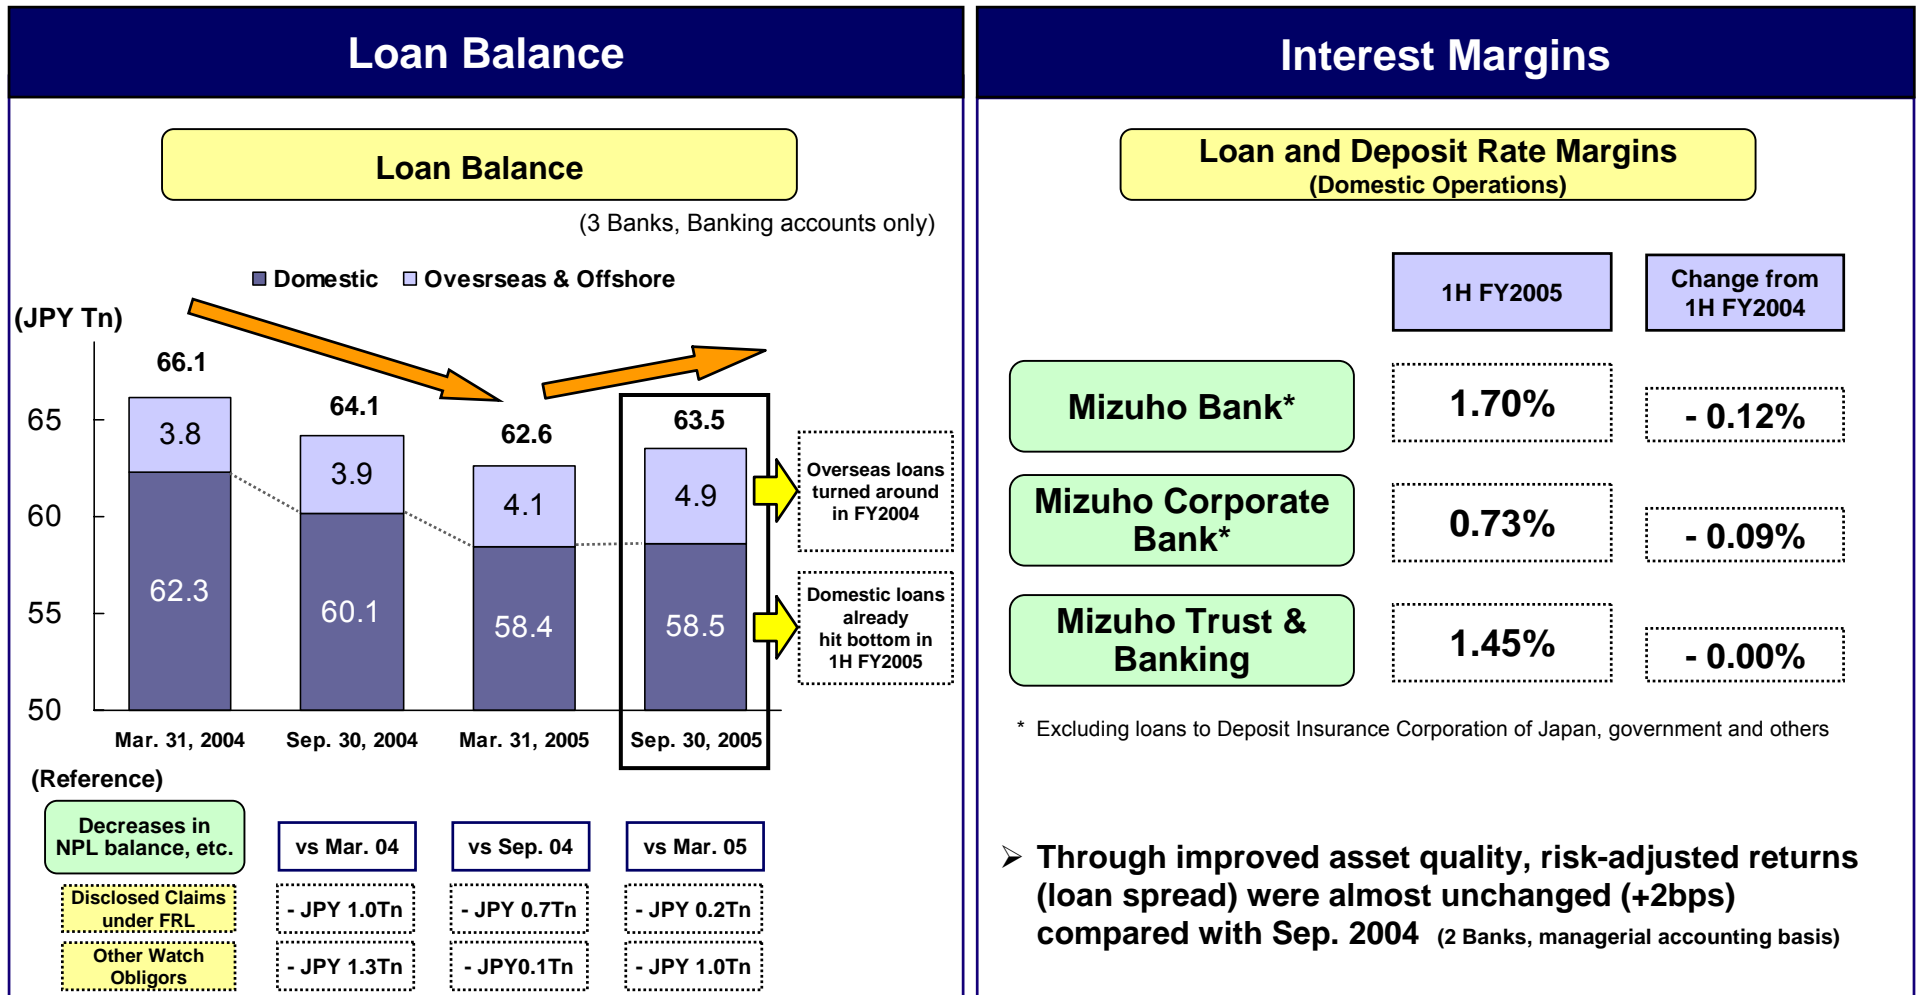 Loan Balance
Loan Balance
(3 Banks, Banking accounts only)
Domestic
Ovesrseas & Offshore
(JPY Tn)
66.1
64.1
62.6
63.5
65
60
55
50
3.8
3.9
4.1
4.9
62.3
60.1
58.4
58.5
Overseas loans
turned around
in FY2004
Domestic loans
already
hit bottom in
1H FY2005
Mar. 31, 2004
Sep. 30, 2004
Mar. 31, 2005
Sep. 30, 2005
(Reference)
Decreases in
NPL balance, etc.
vs Mar. 04
vs Sep. 04
vs Mar. 05
Disclosed Claims
under FRL
- JPY 1.0Tn
- JPY 0.7Tn
- JPY 0.2Tn
Other Watch
Obligors
- JPY 1.3Tn
- JPY0.1Tn
- JPY 1.0Tn
Interest Margins
Loan and Deposit Rate Margins
(Domestic Operations)
1H FY2005
Change from
1H FY2004
Mizuho Bank*
1.70%
- 0.12%
Mizuho Corporate
Bank*
0.73%
- 0.09%
Mizuho Trust &
Banking
1.45%
- 0.00%
* Excluding loans to Deposit Insurance Corporation of Japan, government and others
➢ Through improved asset quality, risk-adjusted returns
(loan spread) were almost unchanged (+2bps)
compared with Sep. 2004 (2 Banks, managerial accounting basis)